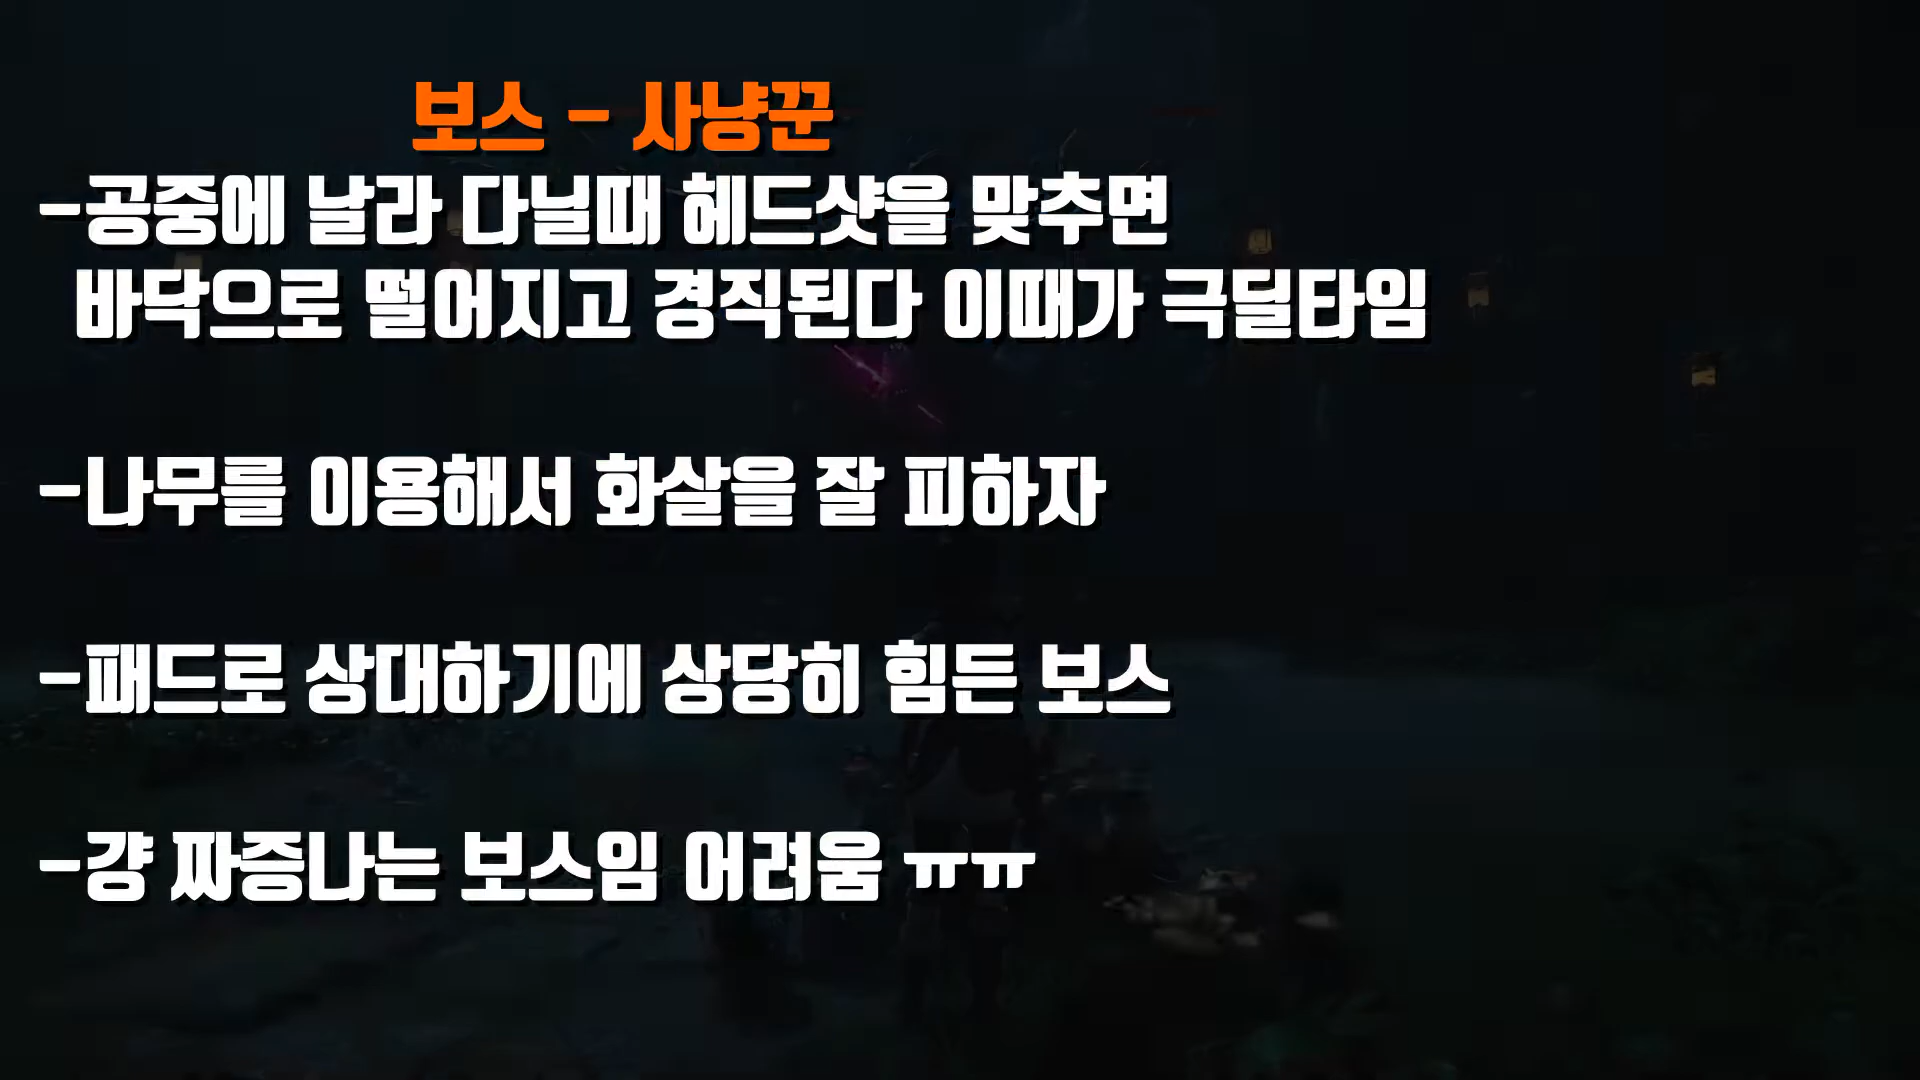 보스 - 사냥꾼
-공중에 날라 다닐때 헤드샷을 맞추면
바닥으로 떨어지고 경직된다 이때가 극딜타임
-나무를 이용해서 화살을 잘 피하자
-패드로 상대하기에 상당히 힘든 보스
-걍 짜증나는 보스임 어려움 ㅠㅠ